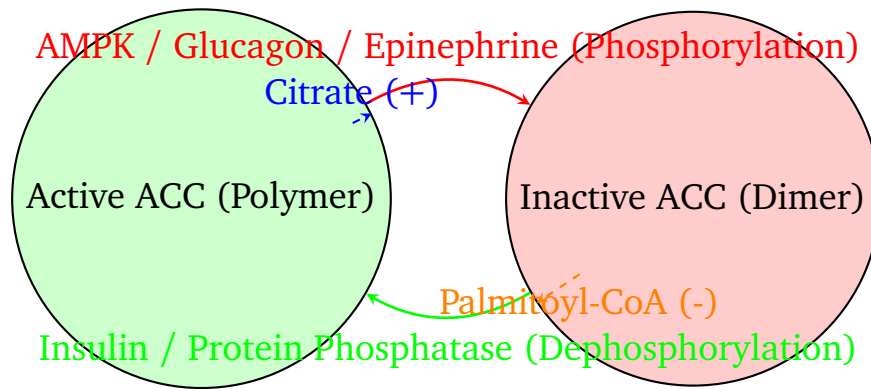 AMPK / Glucagon / Epinephrine (Phosphorylation)
Citrate (+)
Active ACC (Polymer)
Inactive ACC (Dimer)
Palmitoyl-CoA (-)
Insulin / Protein Phosphatase (Dephosphorylation)